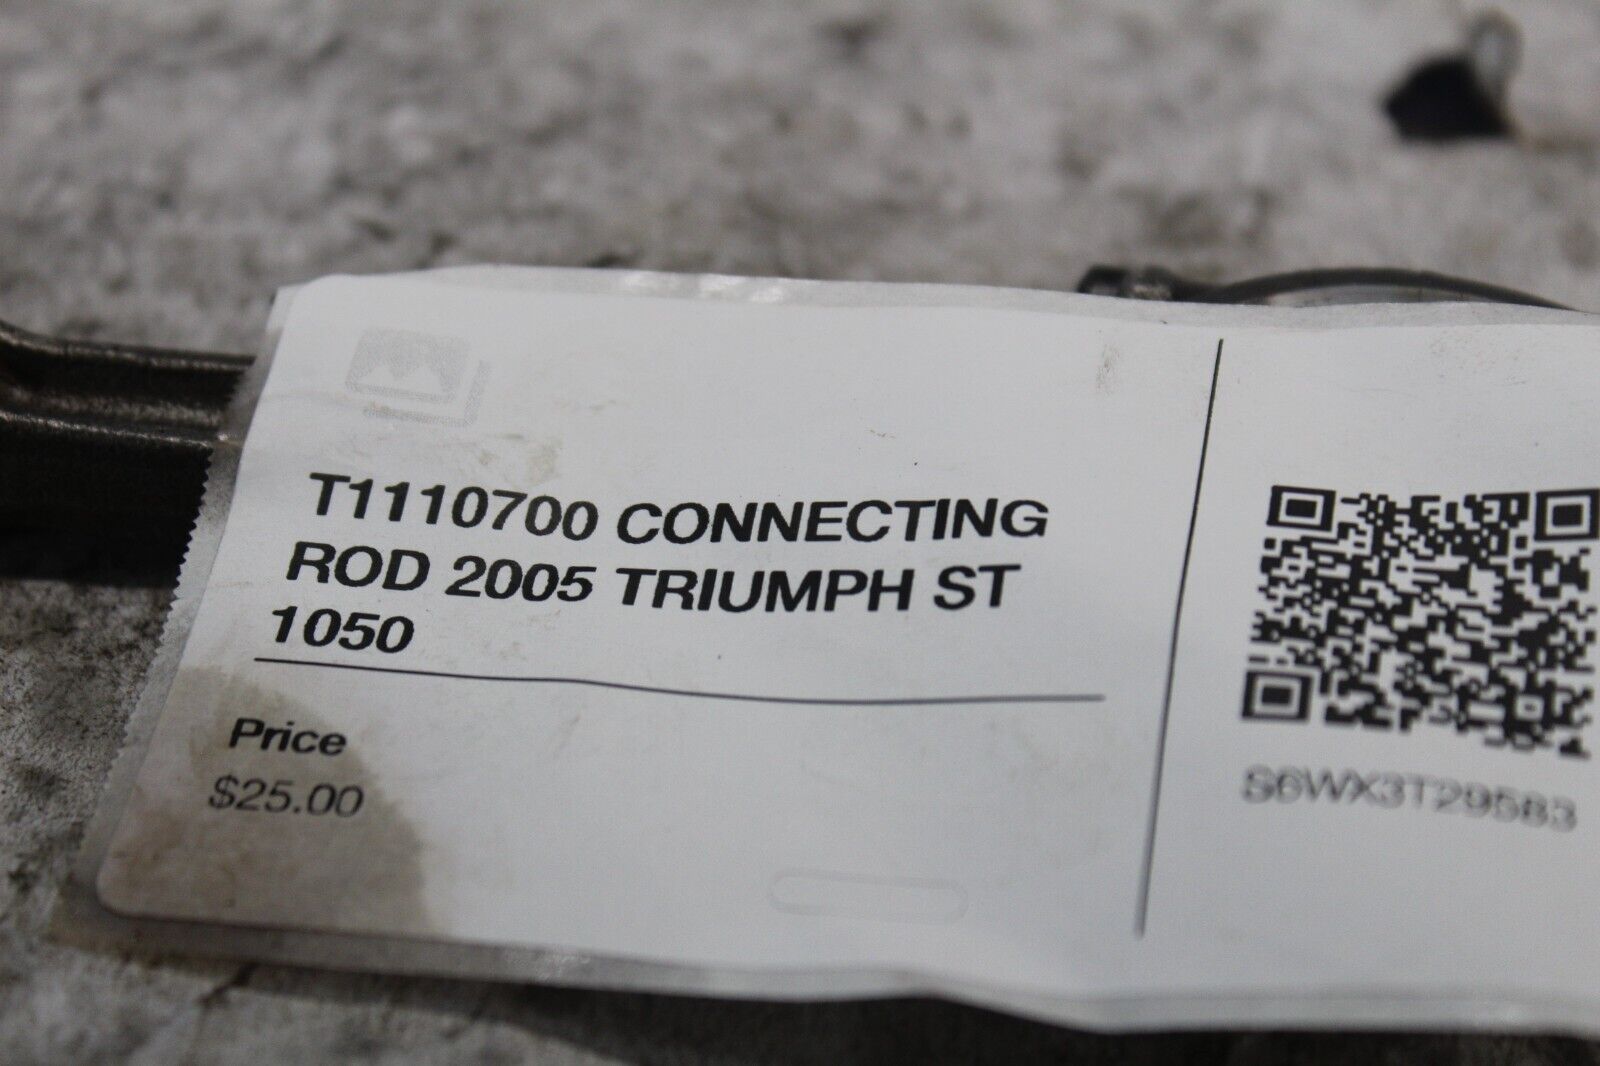 T1110700 CONNECTING
ROD 2005 TRIUMPH ST
1050
Price
$25.00
S6WX3T29583